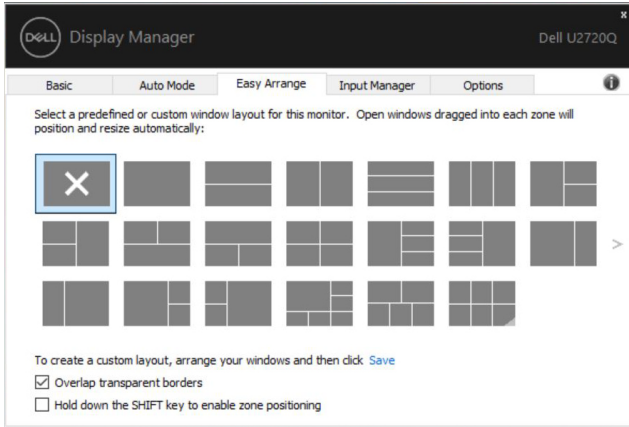 x
DELL Display Manager Dell U2720Q
Basic Auto Mode Easy Arrange Input Manager Options i
Select a predefined or custom window layout for this monitor. Open windows dragged into each zone will
position and resize automatically:
>
To create a custom layout, arrange your windows and then click Save
Overlap transparent borders
Hold down the SHIFT key to enable zone positioning